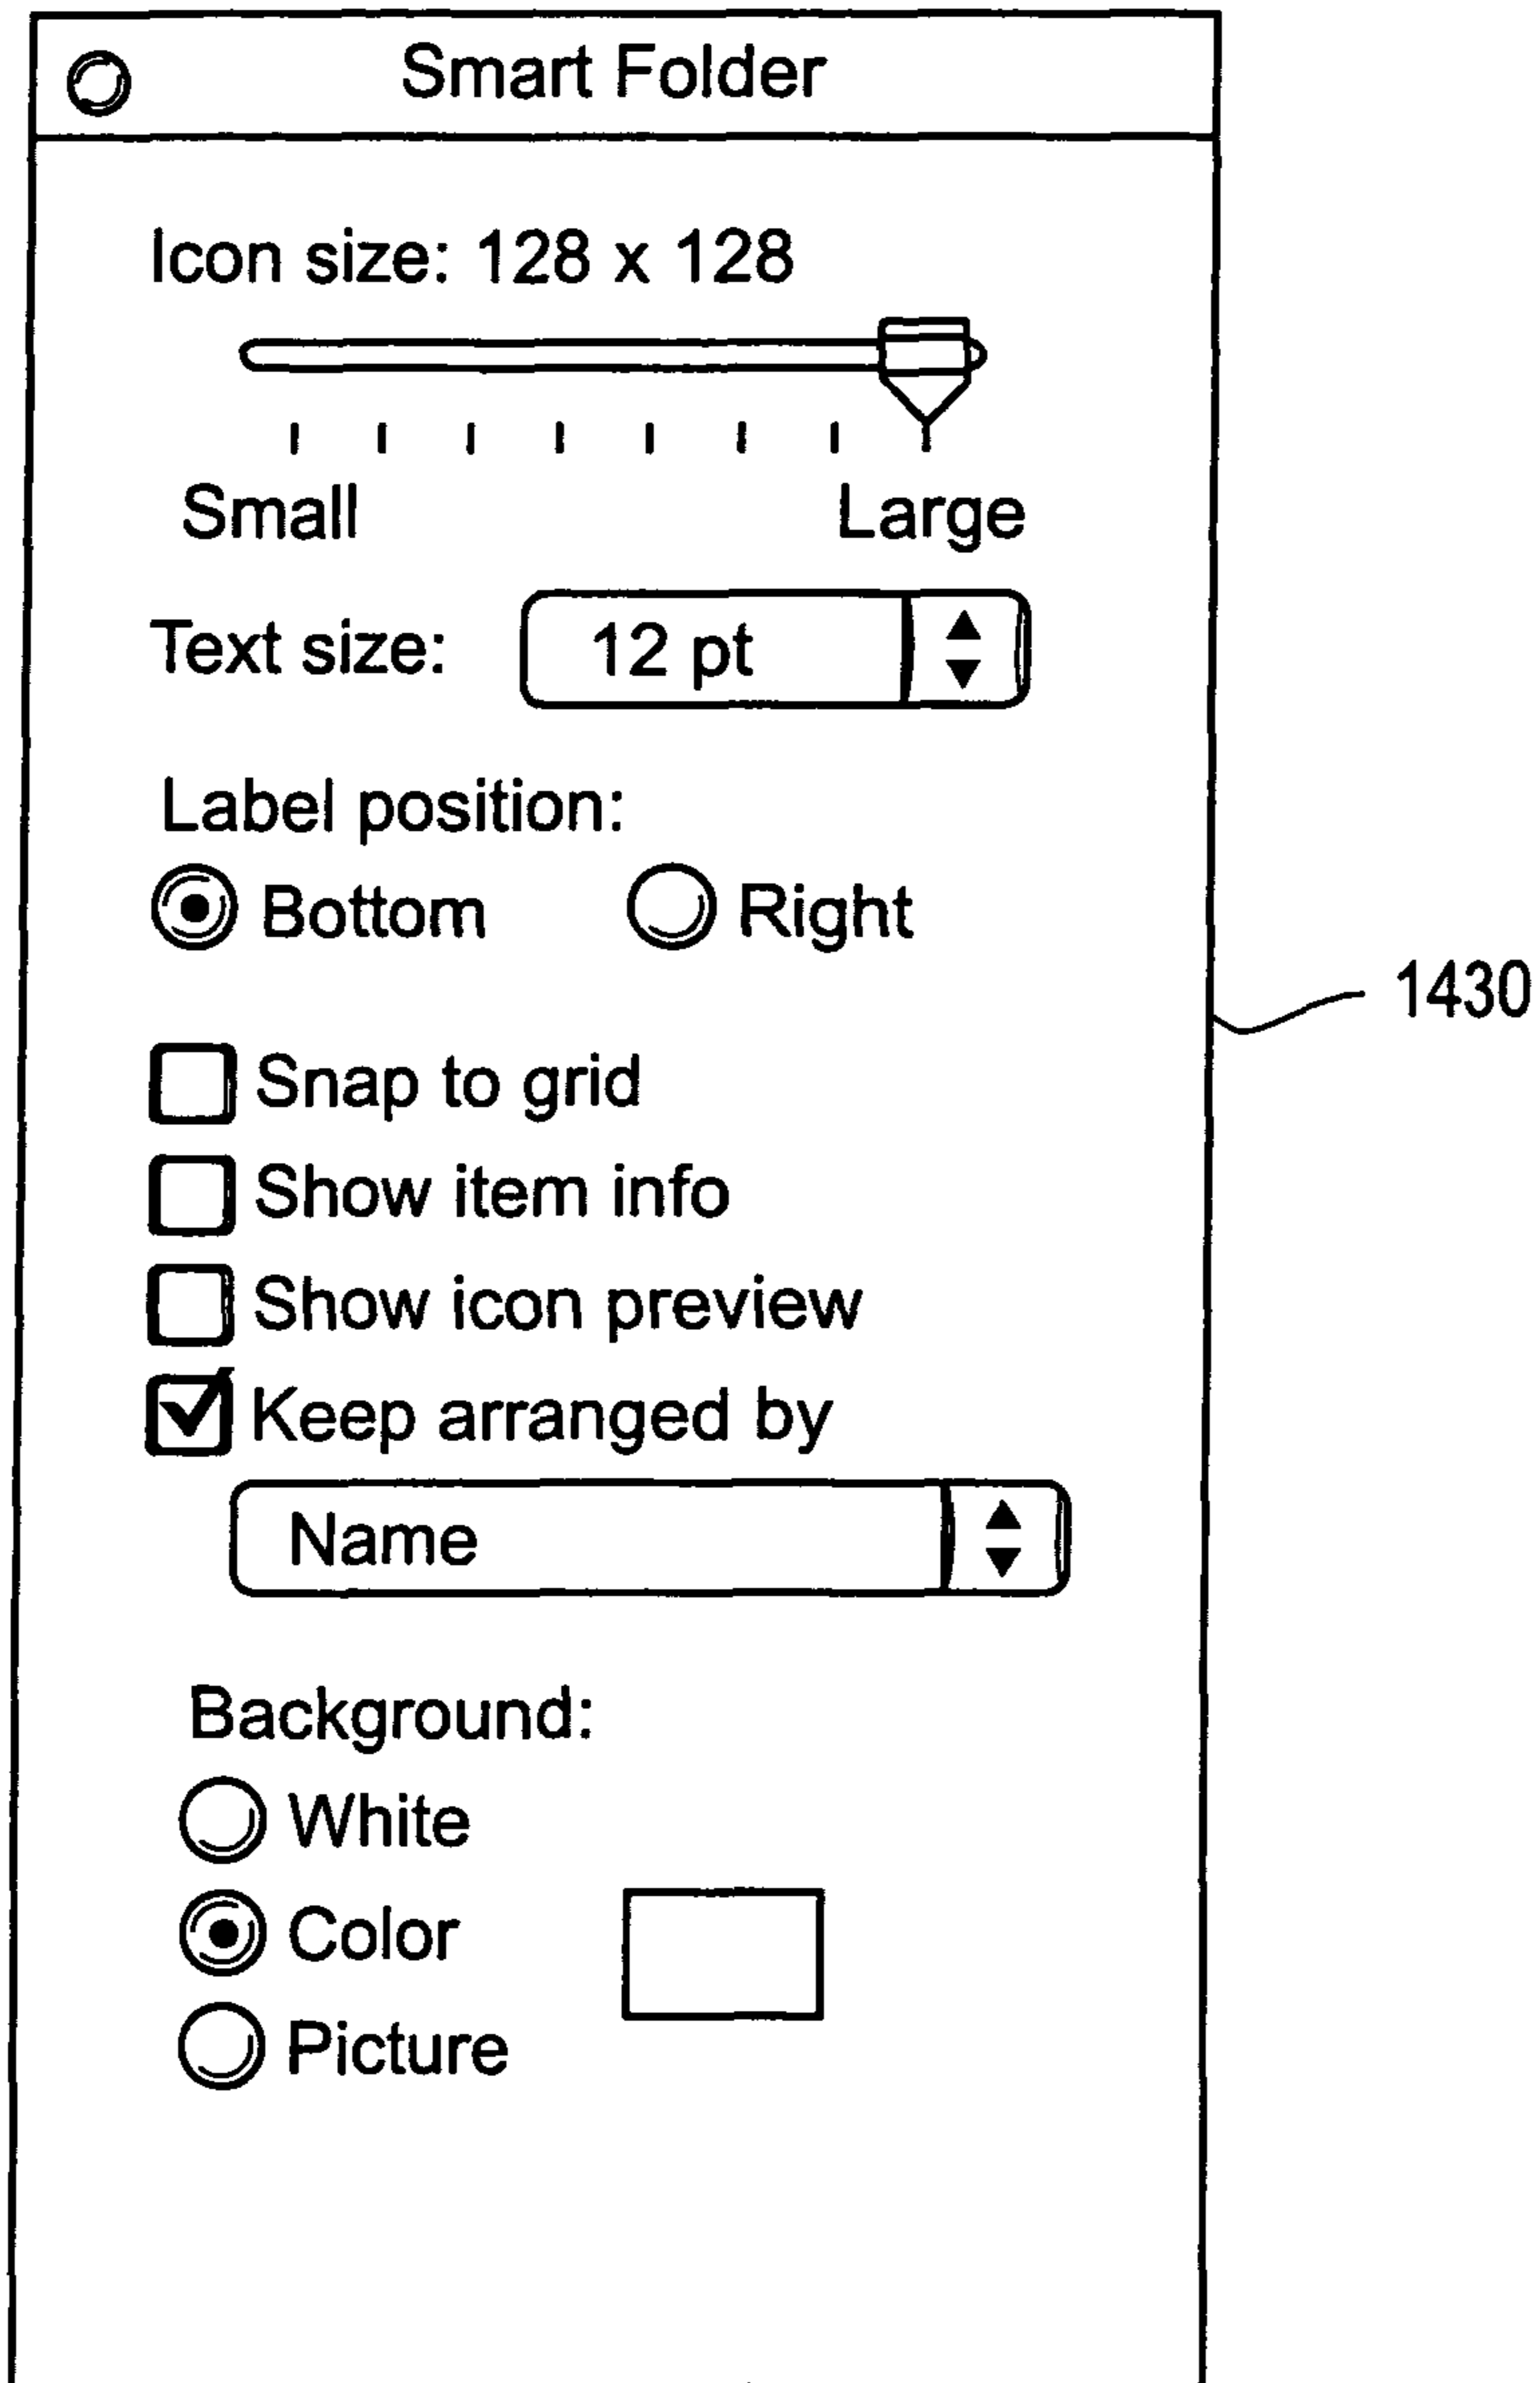 Smart Folder
Icon size: 128 x 128
Small Large
Text size: 12 pt
Label position:
Bottom Right
1430
Snap to grid
Show item info
Show icon preview
Keep arranged by
Name
Background:
White
Color
Picture